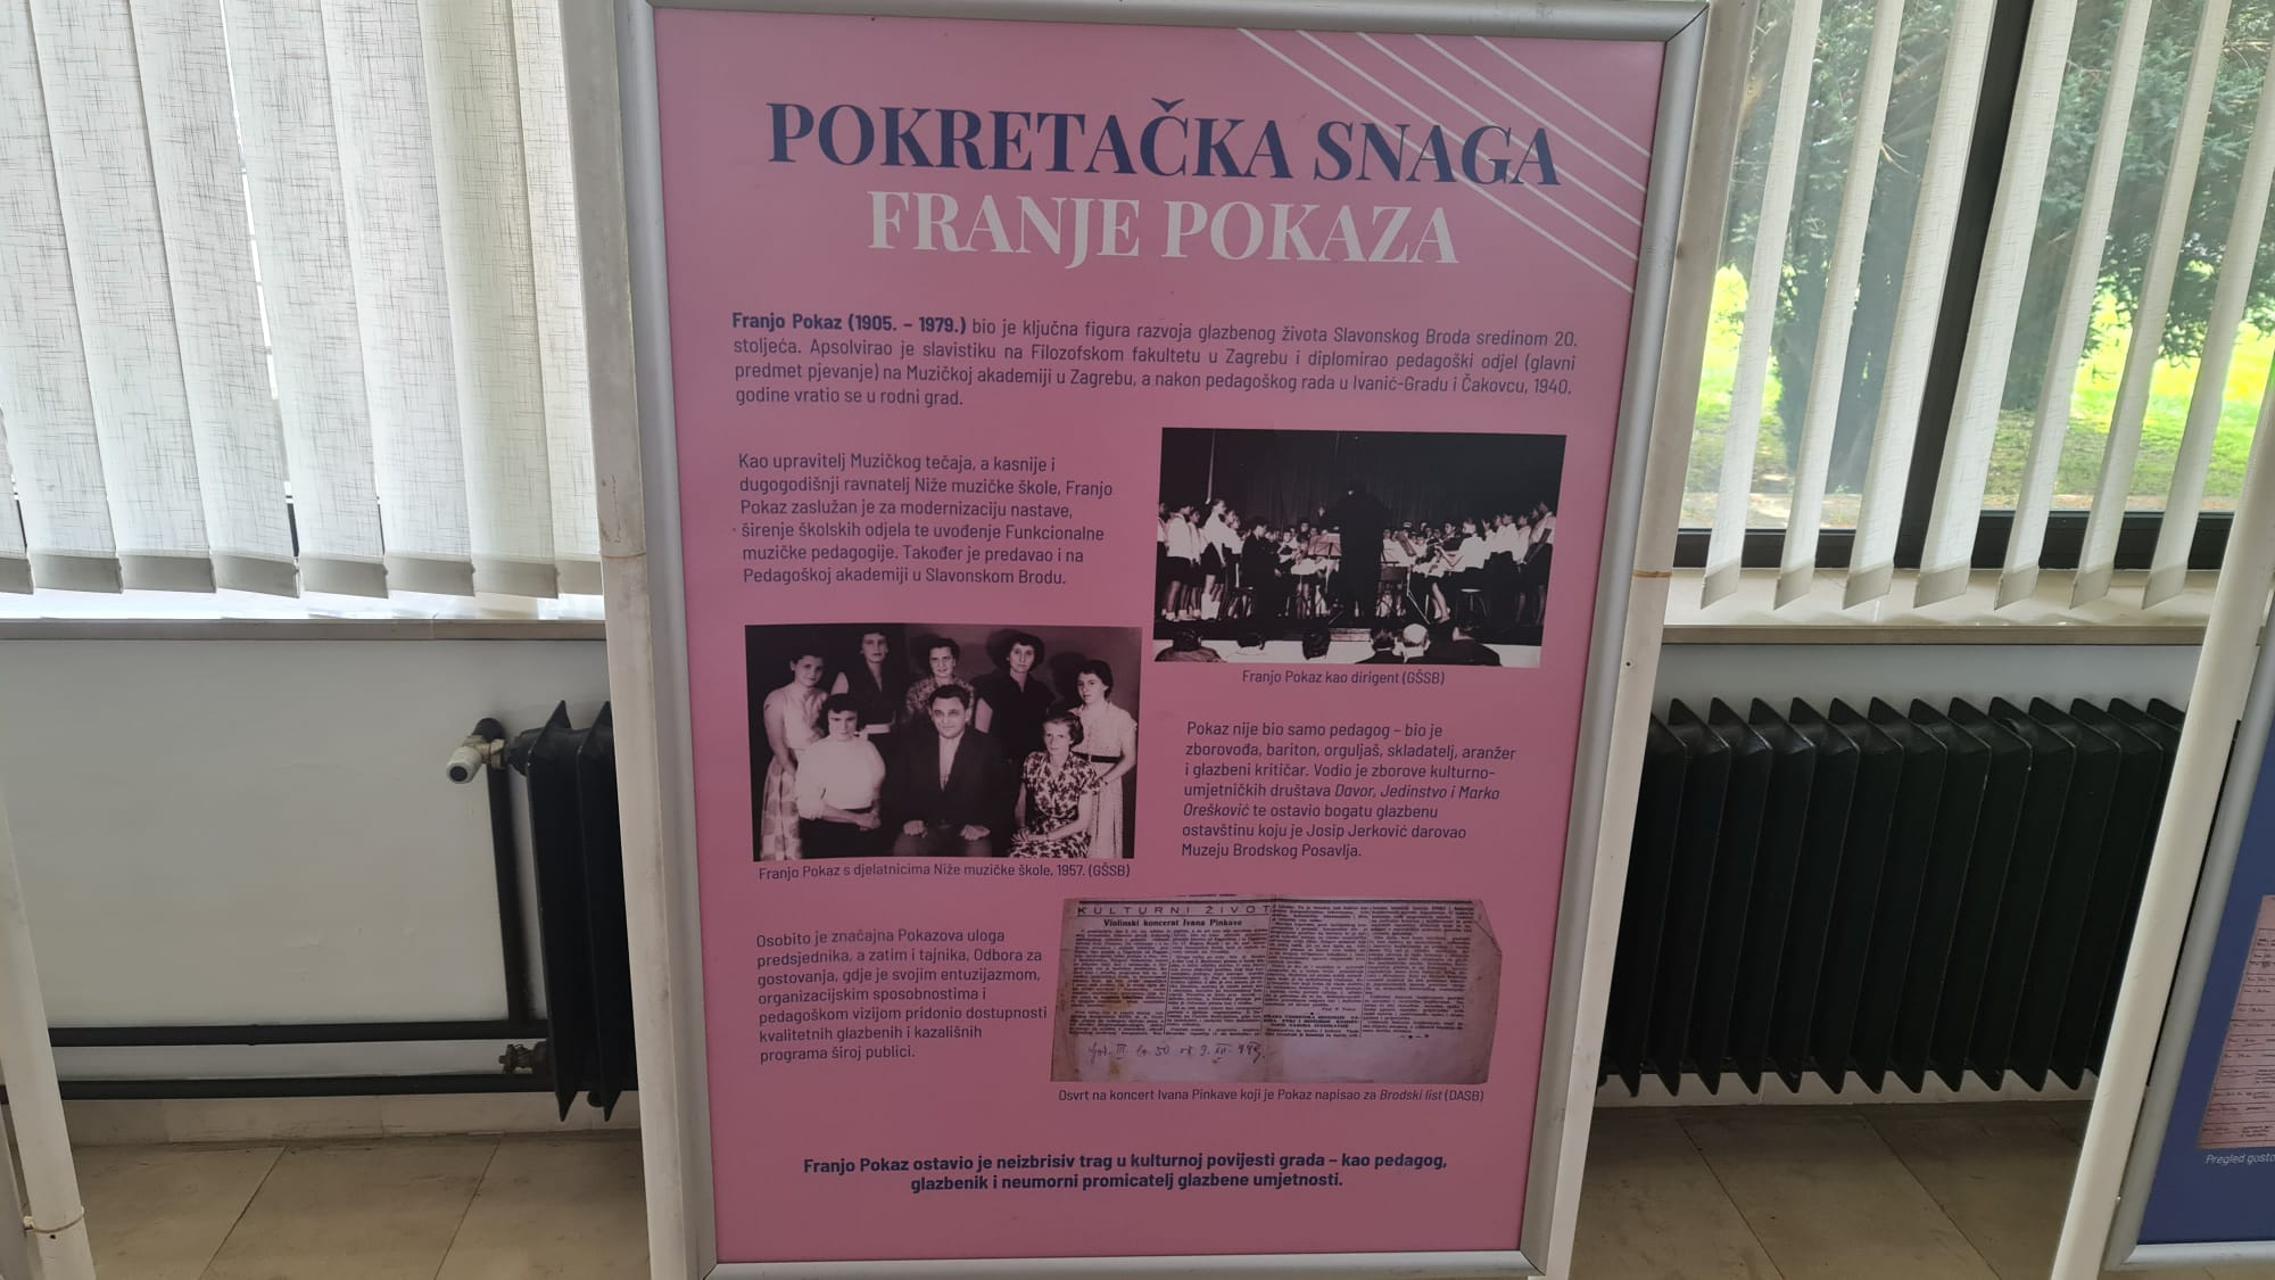 POKRETAČKA SNAGA
FRANJE POKAZA
Franjo Pokaz (1905. – 1979.) bio je ključna figura razvoja glazbenog života Slavonskog Broda sredinom 20.
stoljeća. Apsolvirao je slavistiku na Filozofskom fakultetu u Zagrebu i diplomirao pedagoški odjel (glavni
predmet pjevanje) na Muzičkoj akademiji u Zagrebu, a nakon pedagoškog rada u Ivanić-Gradu i Čakovcu, 1940.
godine vratio se u rodni grad.
Kao upravitelj Muzičkog tečaja, a kasnije i
dugogodišnji ravnatelj Niže muzičke škole, Franjo
Pokaz zaslužan je za modernizaciju nastave,
širenje školskih odjela te uvođenje Funkcionalne
muzičke pedagogije. Također je predavao i na
Pedagoškoj akademiji u Slavonskom Brodu.
Franjo Pokaz kao dirigent (GŠSB)
Franjo Pokaz s djelatnicima Niže muzičke škole, 1957. (GŠSB)
Pokaz nije bio samo pedagog – bio je
zborovođa, bariton, orguljaš, skladatelj, aranžer
i glazbeni kritičar. Vodio je zborove kulturno-
umjetničkih društava Davor, Jedinstvo i Marko
Orešković te ostavio bogatu glazbenu
ostavštinu koju je Josip Jerković darovao
Muzeju Brodskog Posavlja.
Osobito je značajna Pokazova uloga
predsjednika, a zatim i tajnika, Odbora za
gostovanja, gdje je svojim entuzijazmom,
organizacijskim sposobnostima i
pedagoškom vizijom pridonio dostupnosti
kvalitetnih glazbenih i kazališnih
programa široj publici.
KULTURNI ŽIVOT
Violinski koncerat Ivana Pinkave
Osvrt na koncert Ivana Pinkave koji je Pokaz napisao za Brodski list (DASB)
Franjo Pokaz ostavio je neizbrisiv trag u kulturnoj povijesti grada – kao pedagog,
glazbenik i neumorni promicatelj glazbene umjetnosti.
Pregled gosto